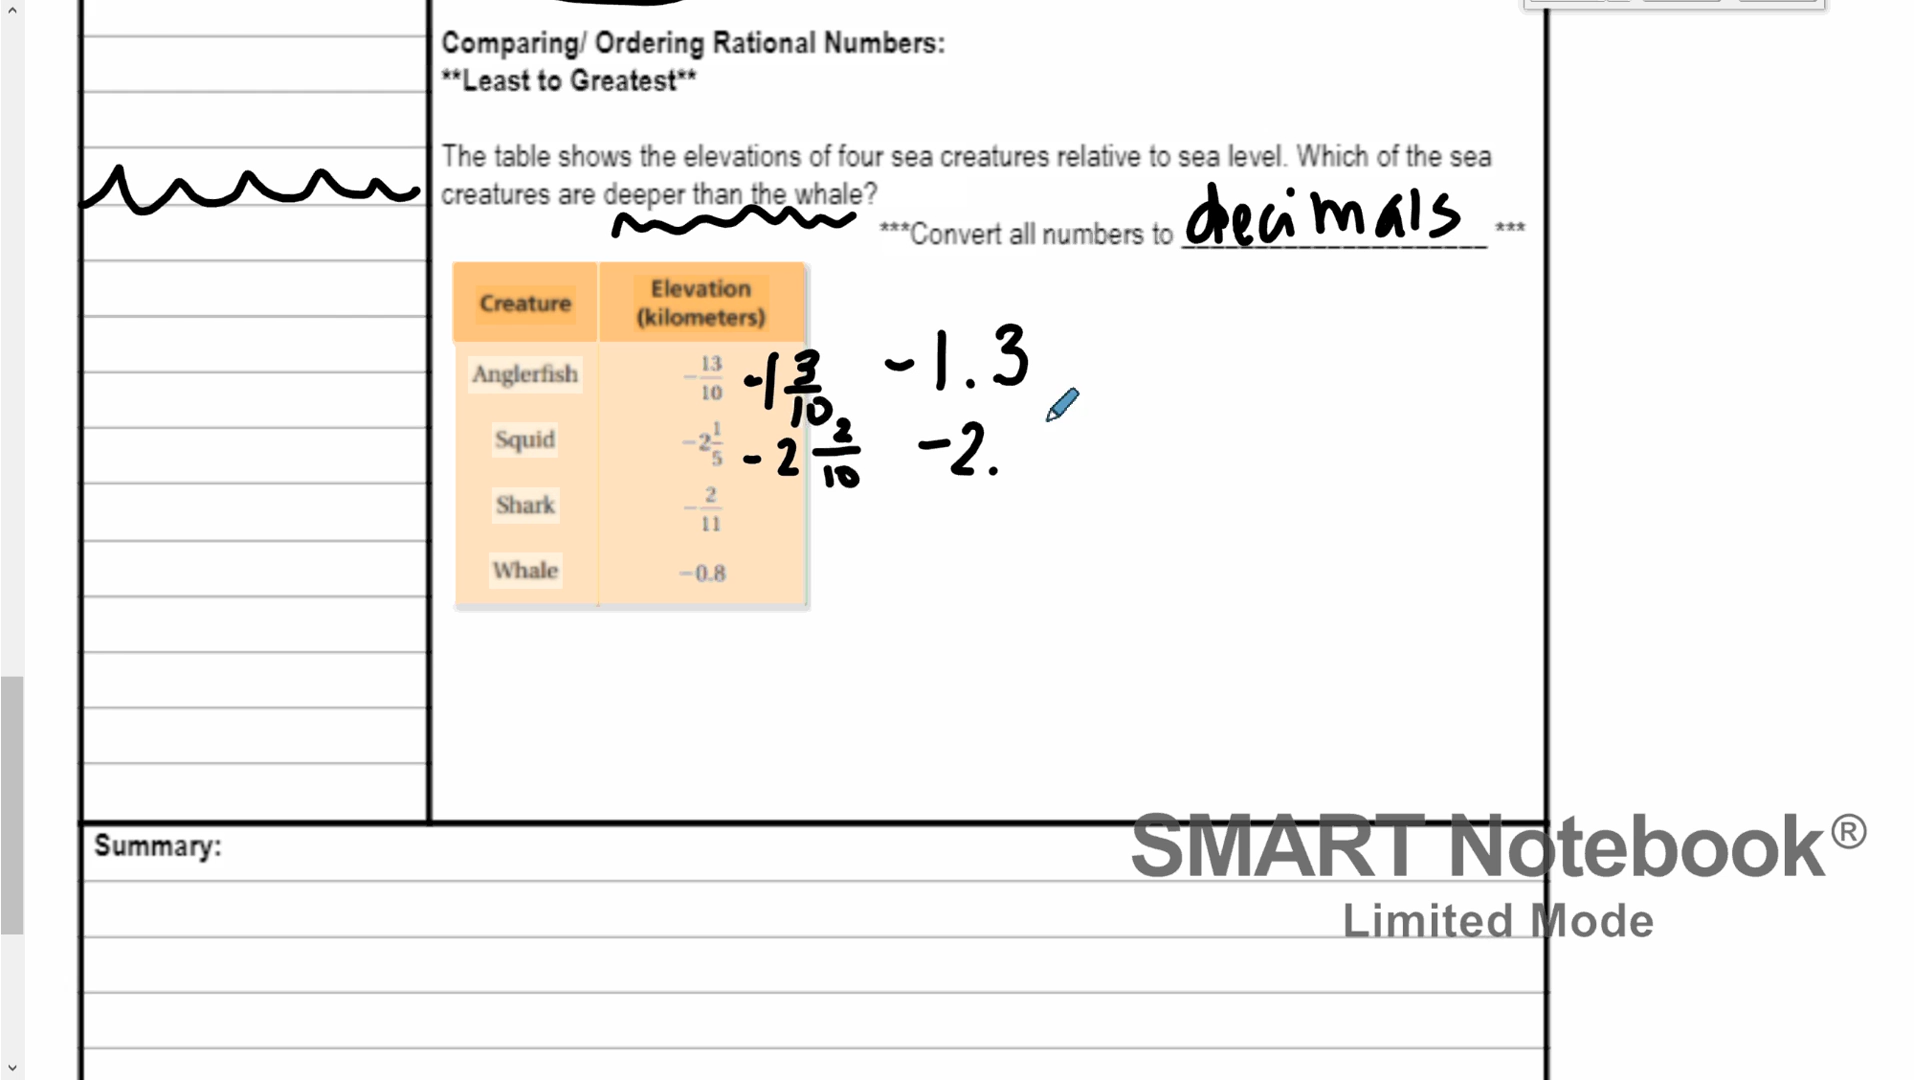 Comparing/ Ordering Rational Numbers:
**Least to Greatest**
The table shows the elevations of four sea creatures relative to sea level. Which of the sea
creatures are deeper than the whale?
***Convert all numbers to decimals ***
Creature Elevation (kilometers)
Anglerfish -13/10 -1 3/10 -1.3
Squid -2 1/5 -2 2/10 -2.
Shark -2/11
Whale -0.8
Summary:
SMART Notebook®
Limited Mode